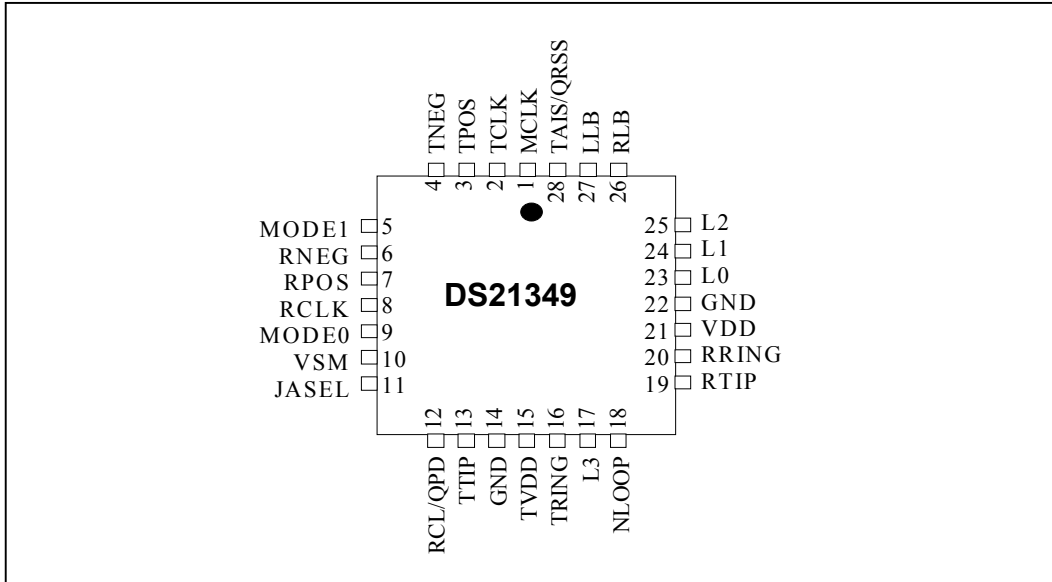 TNEG TPOS TCLK MCLK TAIS/QRSS LLB RLB
4 3 2 1 28 27 26
MODE1 5
RNEG 6
RPOS 7
RCLK 8
MODE0 9
VSM 10
JASEL 11
DS21349
25 L2
24 L1
23 L0
22 GND
21 VDD
20 RRING
19 RTIP
12 13 14 15 16 17 18
RCL/QPD TTIP GND TVDD TRING L3 NLOOP